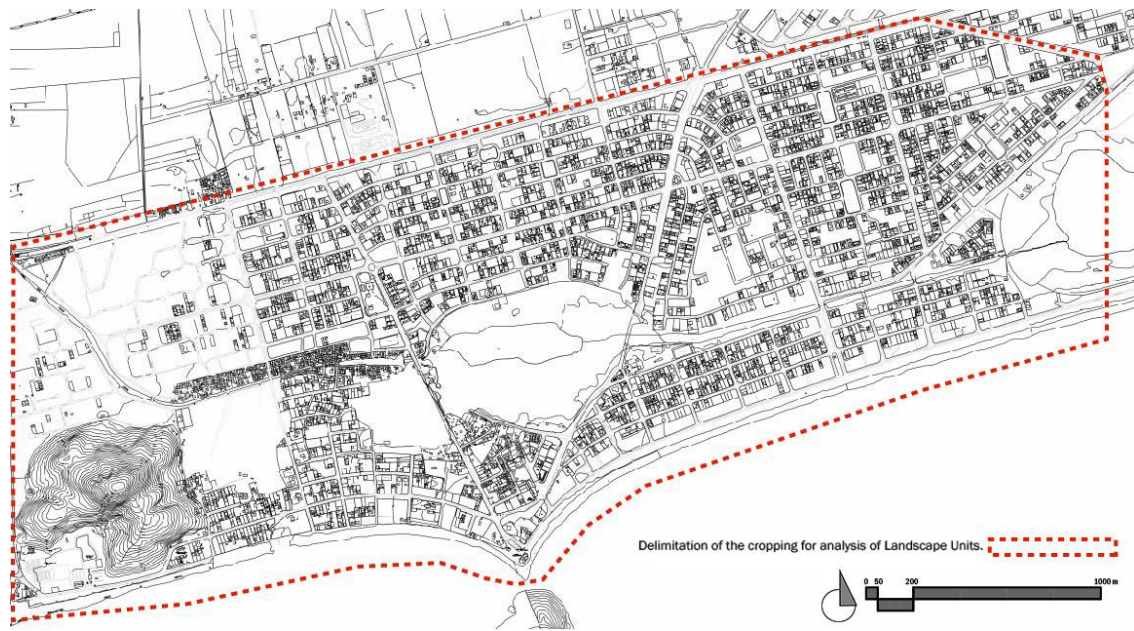 Delimitation of the cropping for analysis of Landscape Units.
0 50 200 1000 m